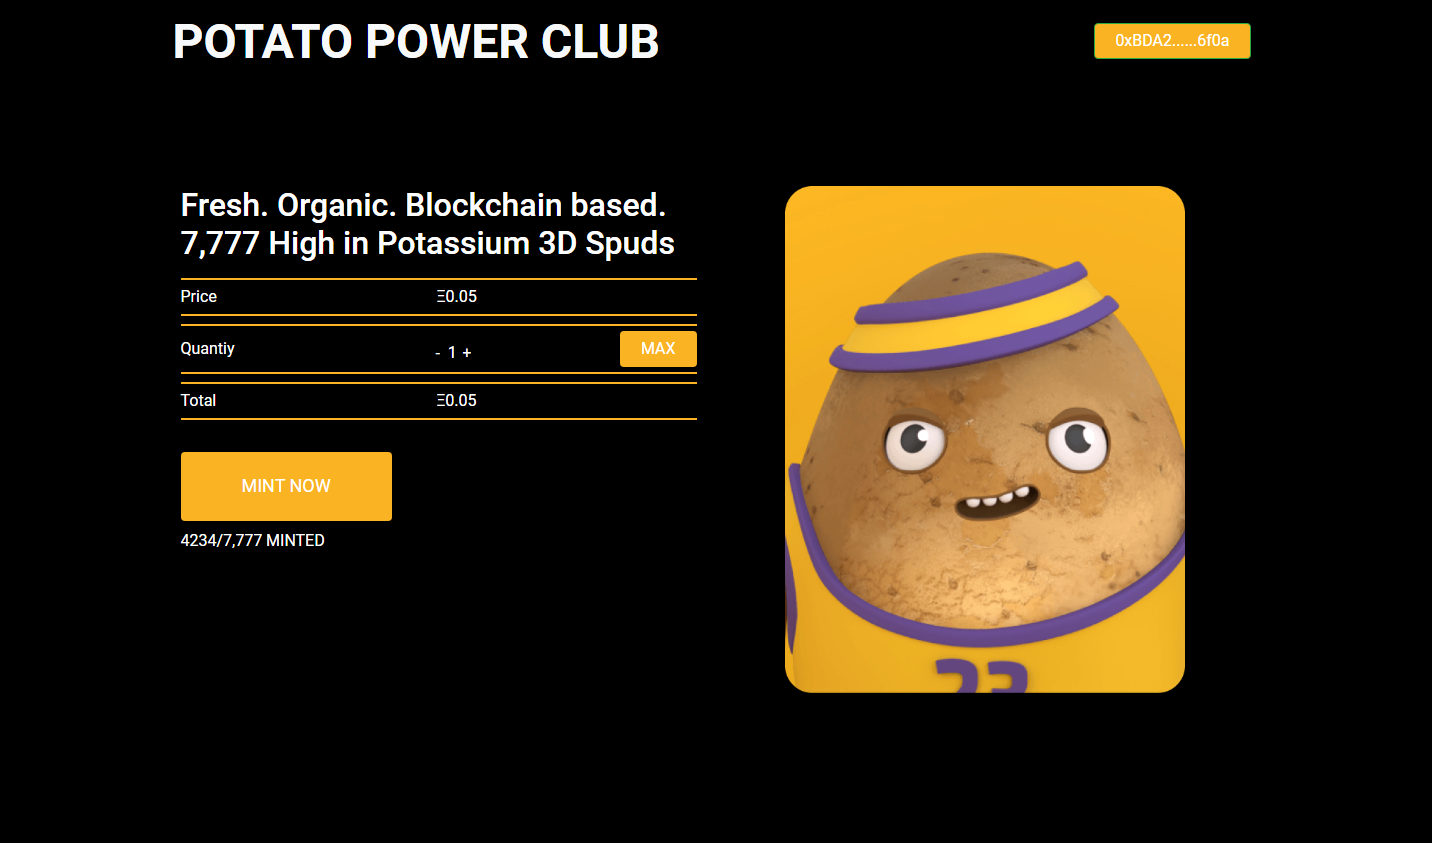 POTATO POWER CLUB
0xBDA2......6f0a
Fresh. Organic. Blockchain based.
7,777 High in Potassium 3D Spuds
Price Ξ0.05
Quantiy - 1 + MAX
Total Ξ0.05
MINT NOW
4234/7,777 MINTED
23